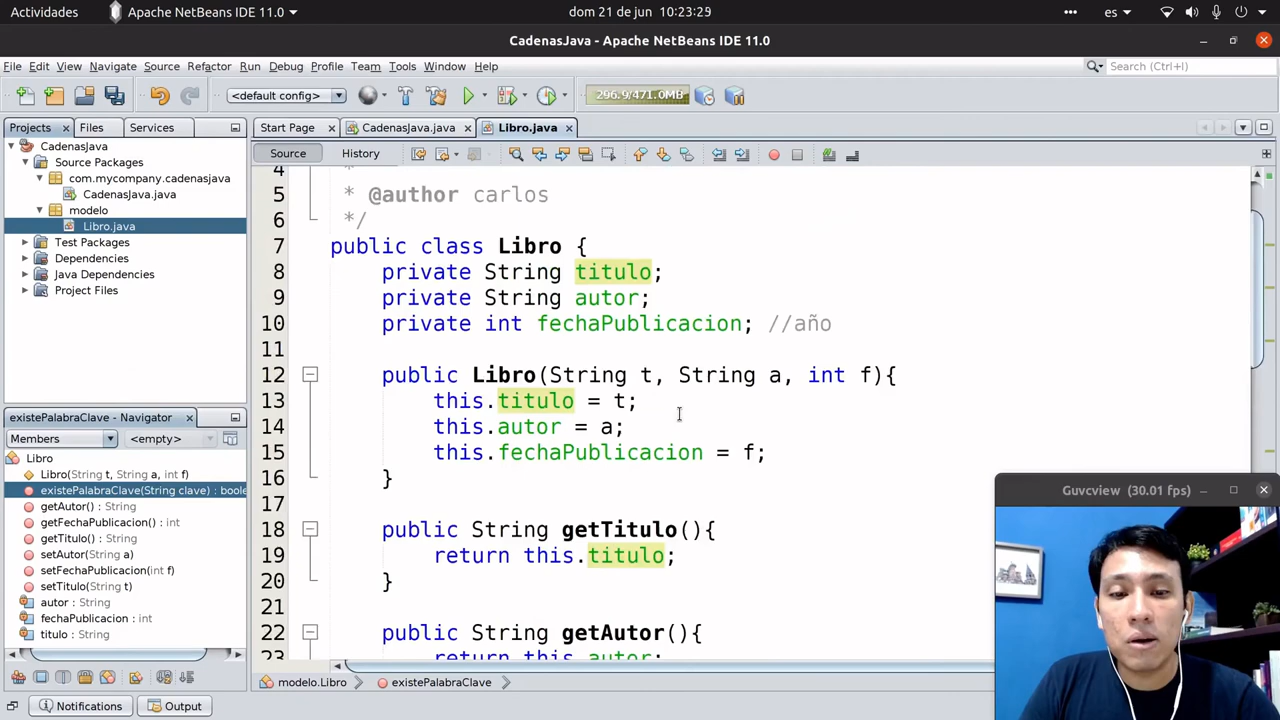 Actividades
Apache NetBeans IDE 11.0
dom 21 de jun 10:23:29
es
CadenasJava - Apache NetBeans IDE 11.0
File Edit View Navigate Source Refactor Run Debug Profile Team Tools Window Help
Search (Ctrl+I)
<default config>
296.9/471.0MB
Projects Files Services
CadenasJava
Source Packages
com.mycompany.cadenasjava
CadenasJava.java
modelo
Libro.java
Test Packages
Dependencies
Java Dependencies
Project Files
existePalabraClave - Navigator
Members <empty>
Libro
Libro(String t, String a, int f)
existePalabraClave(String clave) : boole
getAutor() : String
getFechaPublicacion() : int
getTitulo() : String
setAutor(String a)
setFechaPublicacion(int f)
setTitulo(String t)
autor : String
fechaPublicacion : int
titulo : String
Start Page CadenasJava.java Libro.java
Source History
4 *
5 * @author carlos
6 */
7 public class Libro {
8 private String titulo;
9 private String autor;
10 private int fechaPublicacion; //año
11
12 public Libro(String t, String a, int f){
13 this.titulo = t;
14 this.autor = a;
15 this.fechaPublicacion = f;
16 }
17
18 public String getTitulo(){
19 return this.titulo;
20 }
21
22 public String getAutor(){
23 return this.autor;
modelo.Libro existePalabraClave
Guvcview (30.01 fps)
Notifications Output